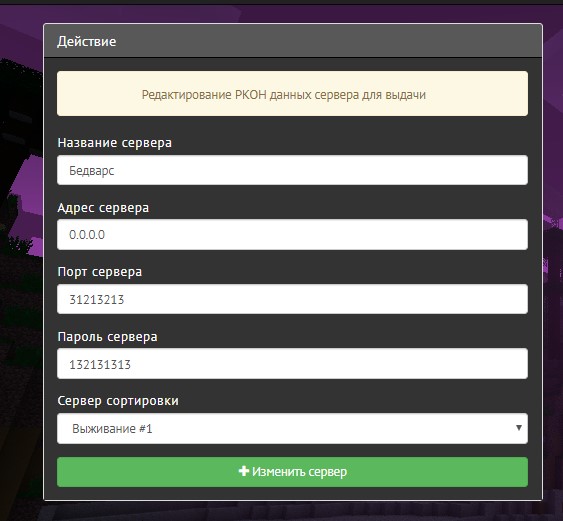 Действие
Редактирование РКОН данных сервера для выдачи
Название сервера
Бедварс
Адрес сервера
0.0.0.0
Порт сервера
31213213
Пароль сервера
132131313
Сервер сортировки
Выживание #1
Изменить сервер